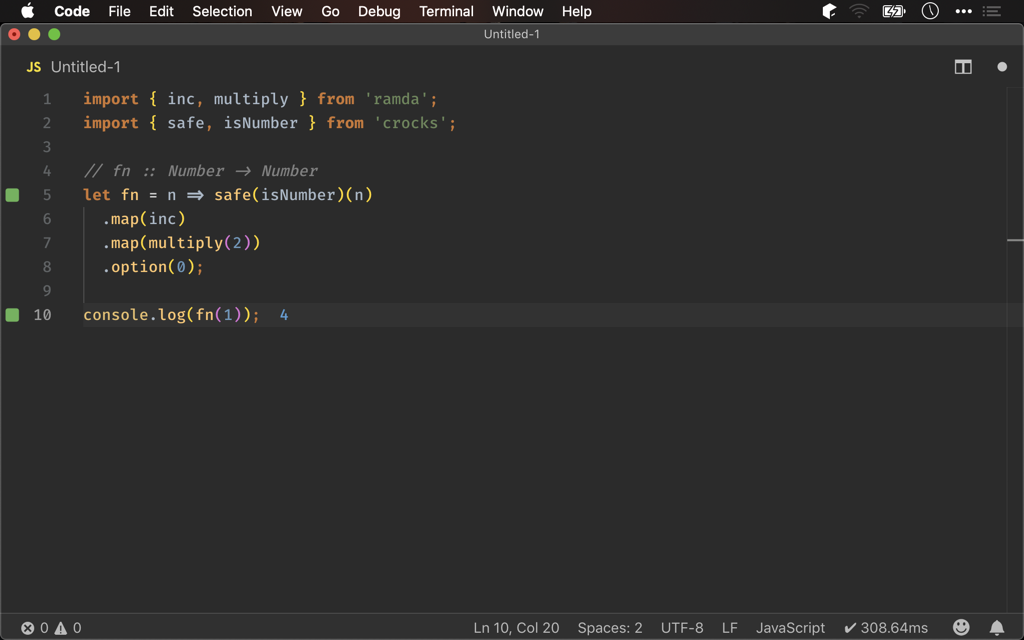 Code File Edit Selection View Go Debug Terminal Window Help
Untitled-1
JS Untitled-1
1 import { inc, multiply } from 'ramda';
2 import { safe, isNumber } from 'crocks';
3
4 // fn :: Number -> Number
5 let fn = n => safe(isNumber)(n)
6 .map(inc)
7 .map(multiply(2))
8 .option(0);
9
10 console.log(fn(1)); 4
0 0 Ln 10, Col 20 Spaces: 2 UTF-8 LF JavaScript ✔ 308.64ms